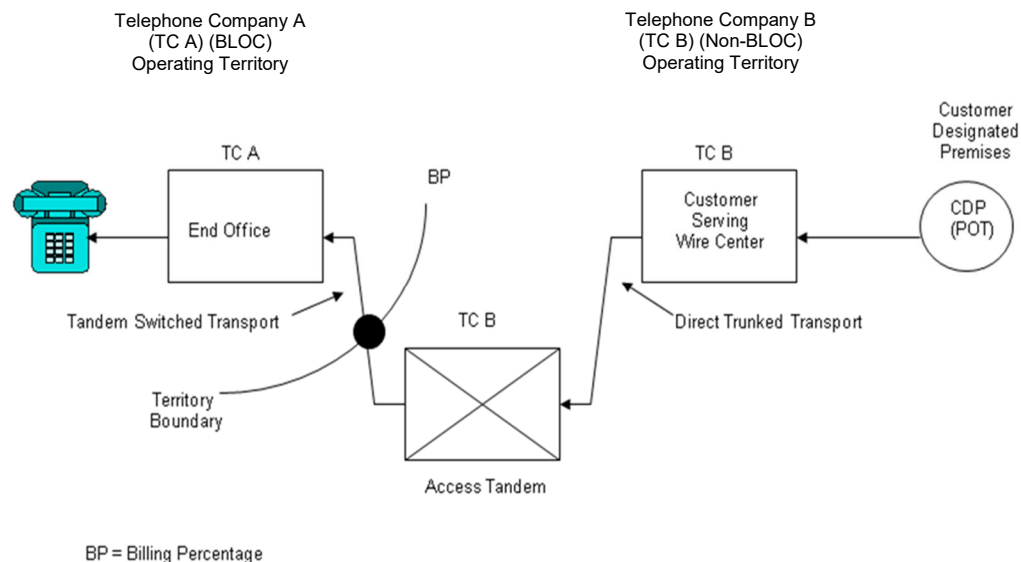 Telephone Company A
(TC A) (BLOC)
Operating Territory
Telephone Company B
(TC B) (Non-BLOC)
Operating Territory
Customer
Designated
Premises
TC A
BP
TC B
End Office
Customer
Serving
Wire Center
CDP
(POT)
Tandem Switched Transport
TC B
Direct Trunked Transport
Territory
Boundary
Access Tandem
BP = Billing Percentage